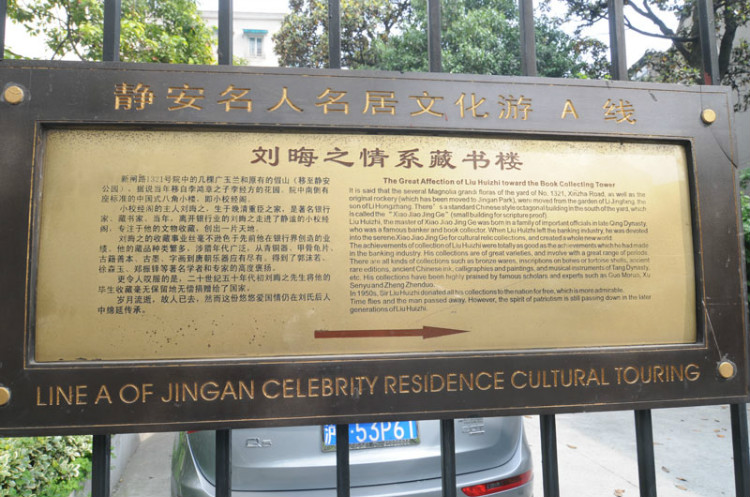 静安名人名居文化游 A 线
刘晦之情系藏书楼
新闸路1321号院中的几棵广玉兰和原有的假山（移至静安
公园），据说当年移自李鸿章之子李经方的花园。院中南侧有
座标准的中国式八角小楼，即小校经阁。
小校经阁的主人刘晦之，生于晚清重臣之家，是著名银行
家、藏书家。当年，离开银行业的刘晦之走进了静谧的小校经
阁，专注于他的文物收藏，创出一片天地。
刘晦之的收藏事业丝毫不逊色于先前他在银行界创造的业
绩。他的藏品种类繁多，涉猎年代广泛，从青铜器、甲骨龟片、
古籍善本、古墨、字画到唐朝乐器应有尽有。得到了郭沫若、
徐森玉、郑振铎等著名学者和专家的高度褒扬。
更令人叹服的是，二十世纪五十年代初刘晦之先生将他的
毕生收藏毫无保留地无偿捐赠给了国家。
岁月流逝，故人已去，然而这份悠悠爱国情仍在刘氏后人
中绵延传承。
The Great Affection of Liu Huizhi toward the Book Collecting Tower
It is said that the several Magnolia grand floras of the yard of No. 1321, Xinzha Road, as well as the
original rockery (which has been moved to Jingan Park), were moved from the garden of Li Jingfang, the
son of Li Hongzhang. There' s a standard Chinese style octagonal building in the south of the yard, which
is called the " Xiao Jiao Jing Ge" (small building for scripture proof).
Liu Huizhi, the master of Xiao Jiao Jing Ge was born in a family of important officials in late Qing Dynasty,
who was a famous banker and book collector. When Liu Huizhi left the banking industry, he was devoted
into the serene Xiao Jiao Jing Ge for cultural relic collections, and created a whole new world.
The achievements of collection of Liu Huizhi were totally as good as the achievements which he had made
in the banking industry. His collections are of great varieties, and involve with a great range of periods.
There are all kinds of collections such as bronze wares, inscriptions on bones or tortoise shells, ancient
rare editions, ancient Chinese ink, calligraphies and paintings, and musical instruments of Tang Dynasty,
etc. His collections have been highly praised by famous scholars and experts such as Guo Moruo, Xu
Senyu and Zheng Zhenduo.
In 1950s, Sir Liu Huizhi donated all his collections to the nation for free, which is more admirable.
Time flies and the man passed away. However, the spirit of patriotism is still passing down in the later
generations of Liu Huizhi.
LINE A OF JINGAN CELEBRITY RESIDENCE CULTURAL TOURING
53P61